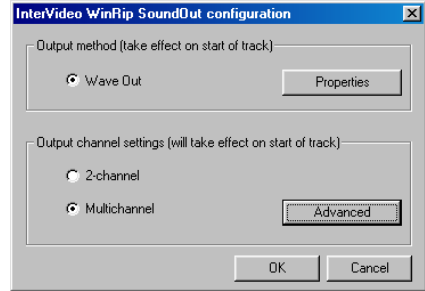 InterVideo WinRip SoundOut configuration
Output method (take effect on start of track)
Wave Out
Properties
Output channel settings (will take effect on start of track)
2-channel
Multichannel
Advanced
OK
Cancel